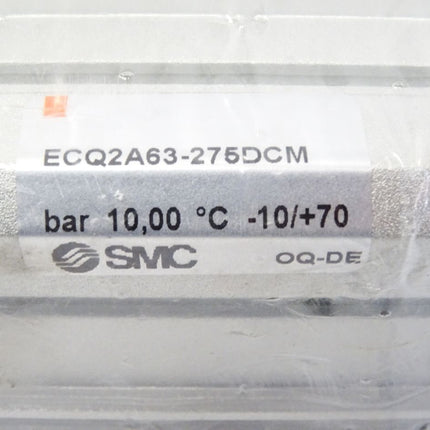 ECQ2A63-275DCM
bar 10,00 °C -10/+70
SMC OQ-DE